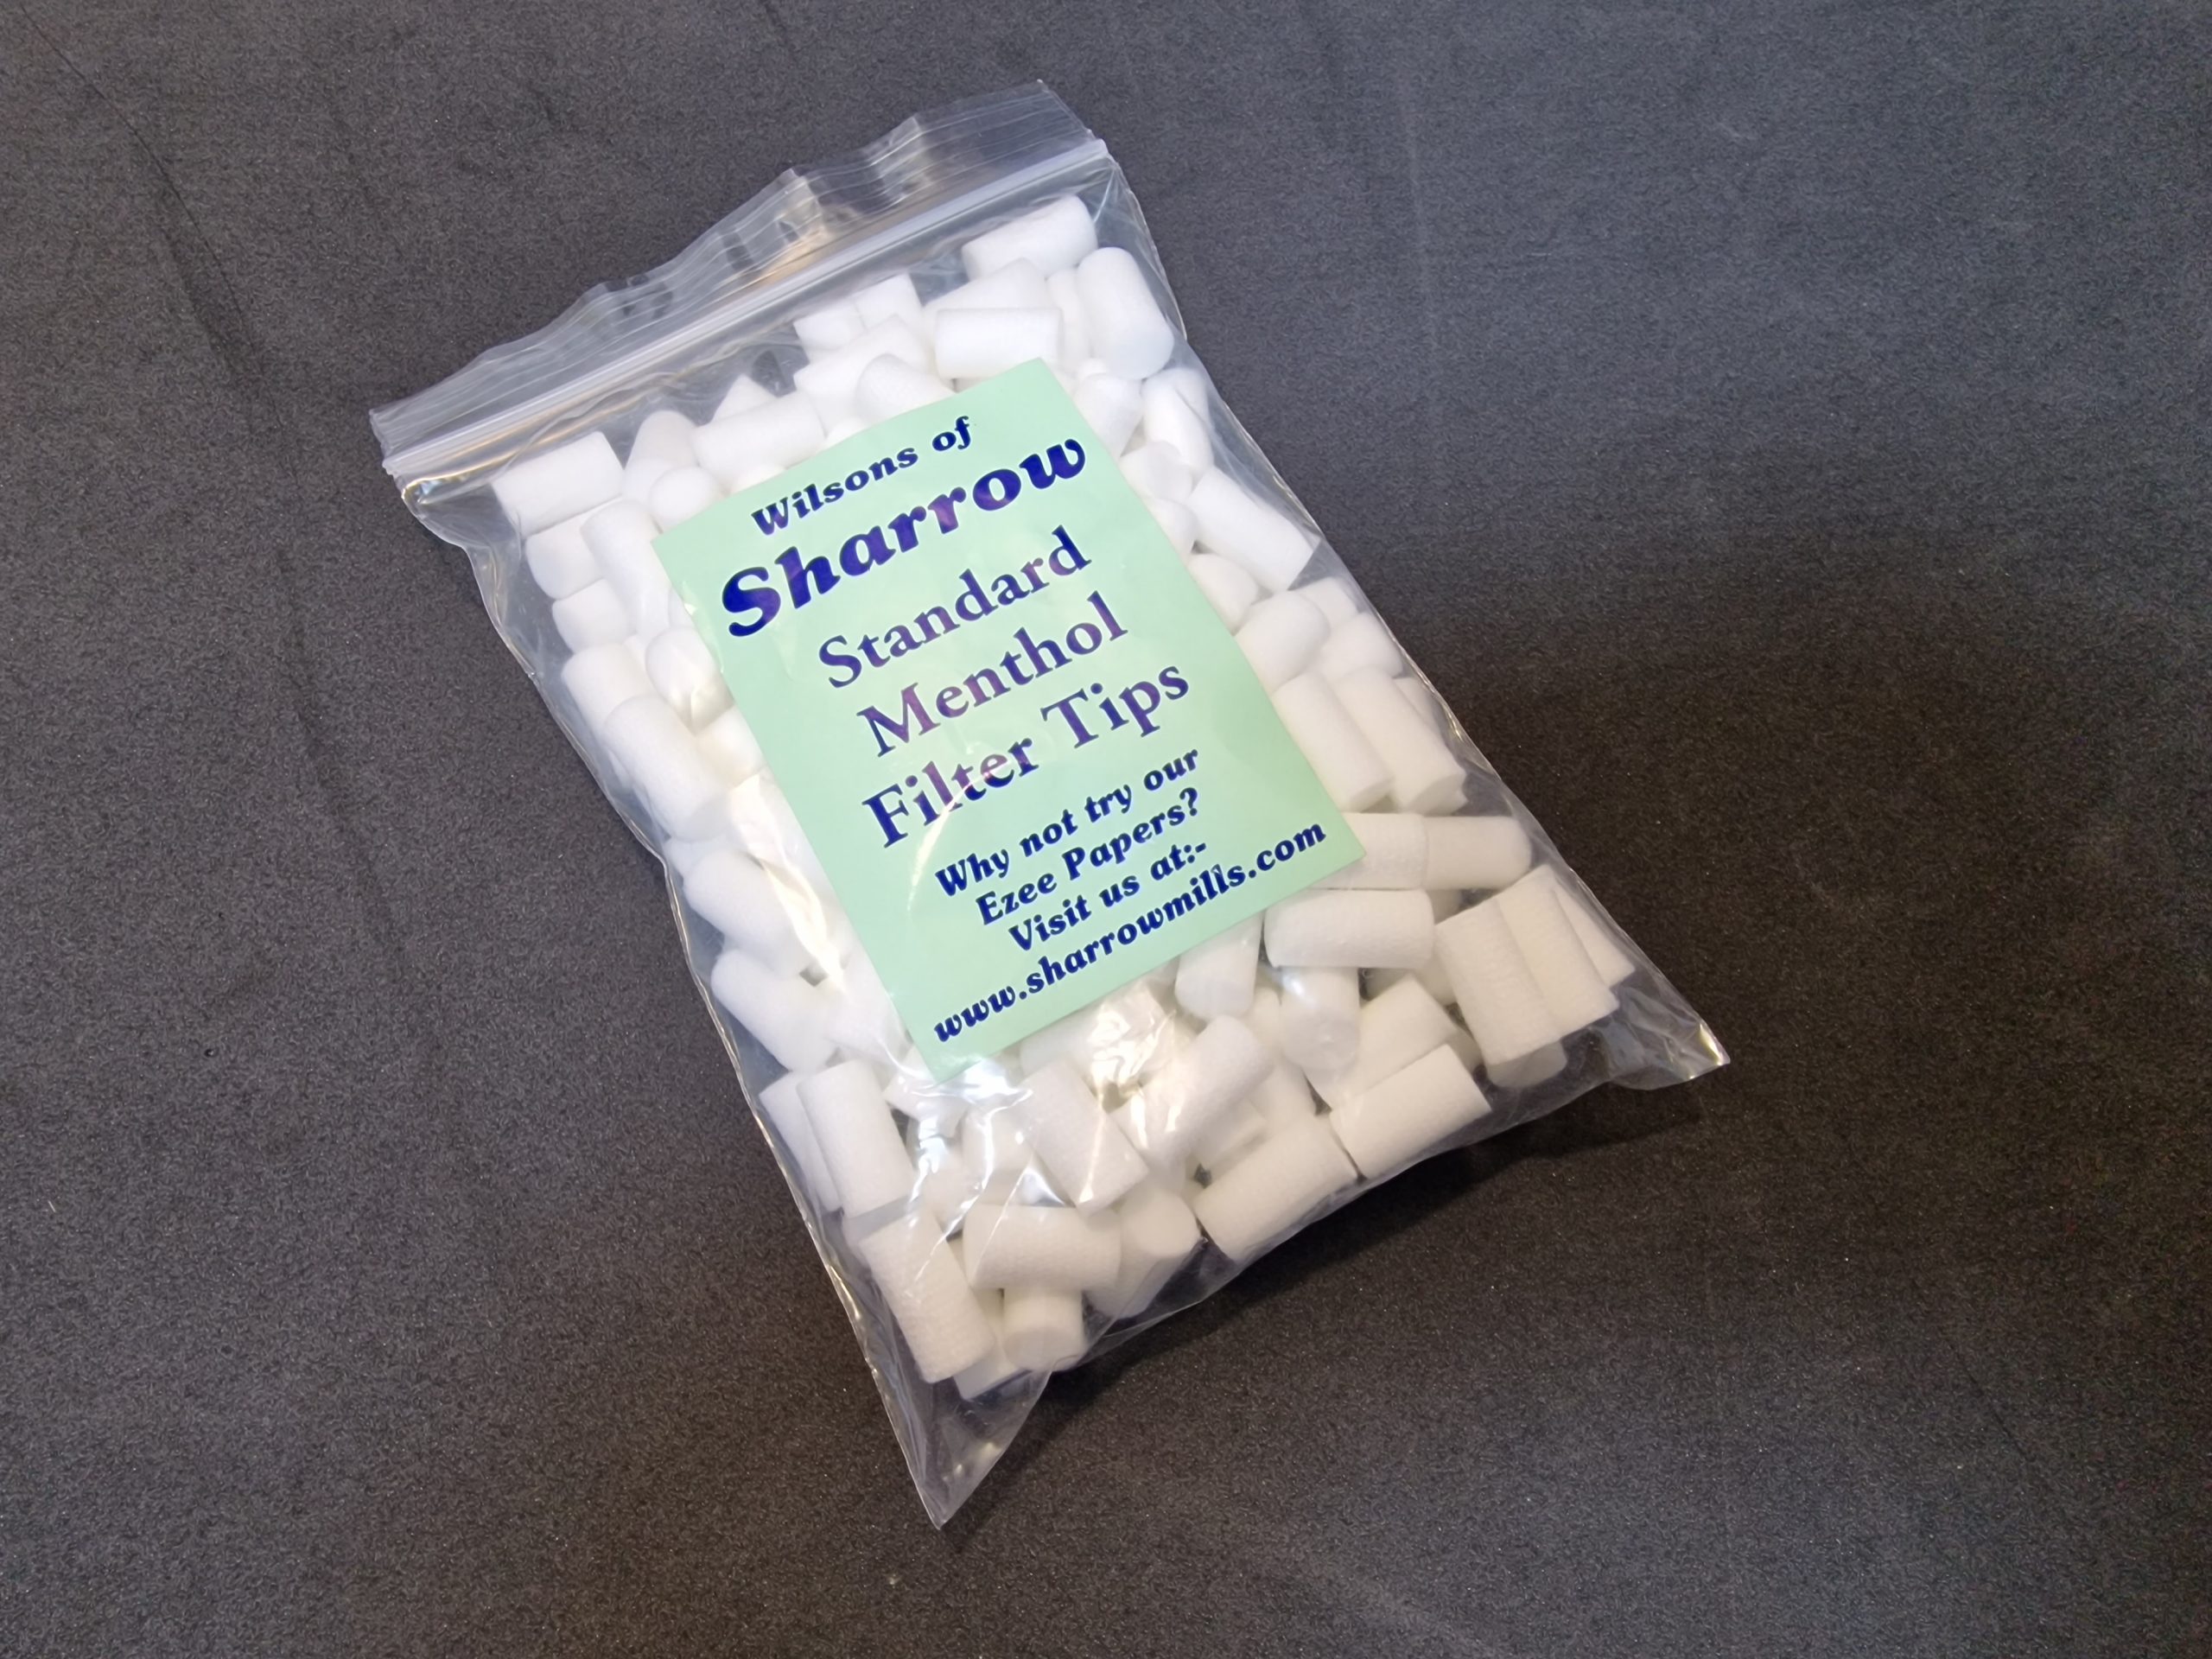 Wilsons of
Sharrow
Standard
Menthol
Filter Tips
Why not try our
Ezee Papers?
Visit us at:-
www.sharrowmills.com